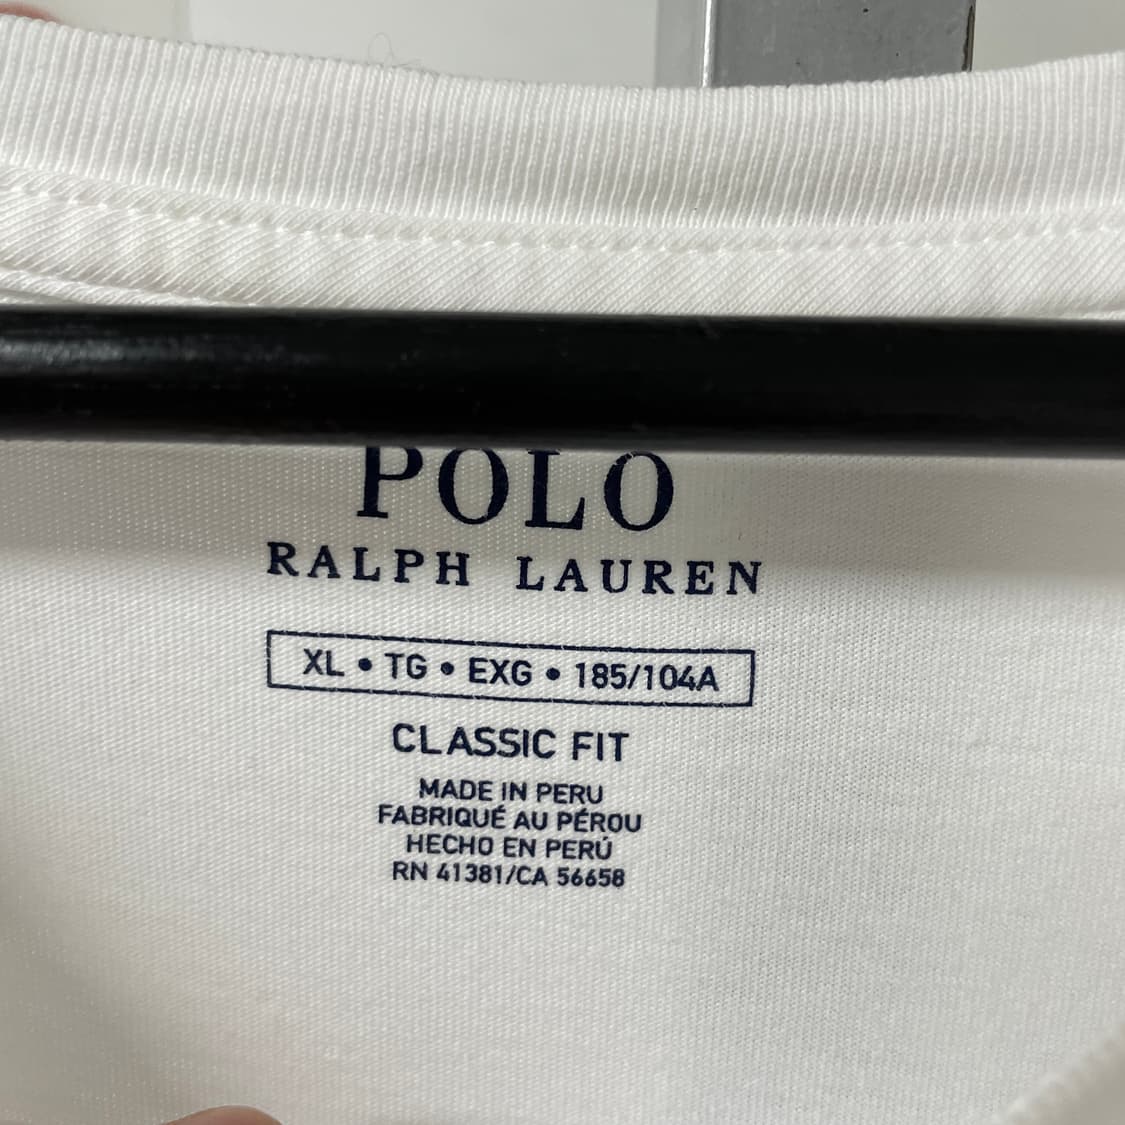 POLO
RALPH LAUREN
XL • TG • EXG • 185/104A
CLASSIC FIT
MADE IN PERU
FABRIQUÉ AU PÉROU
HECHO EN PERÚ
RN 41381/CA 56658